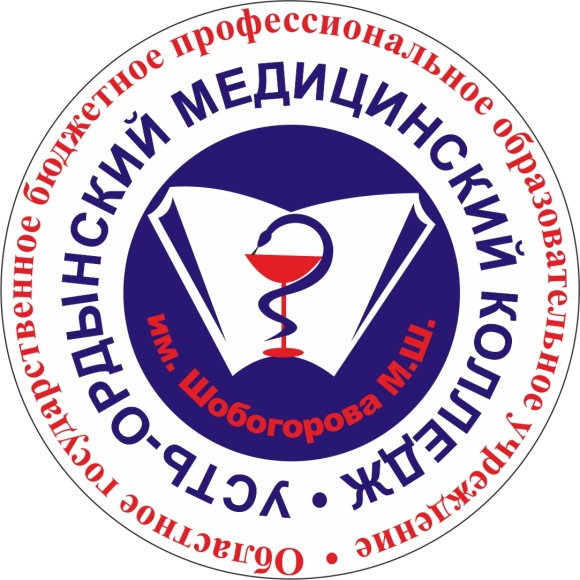 Областное государственное бюджетное профессиональное образовательное учреждение •
УСТЬ-ОРДЫНСКИЙ МЕДИЦИНСКИЙ КОЛЛЕДЖ •
им. Шобогорова М.Ш.